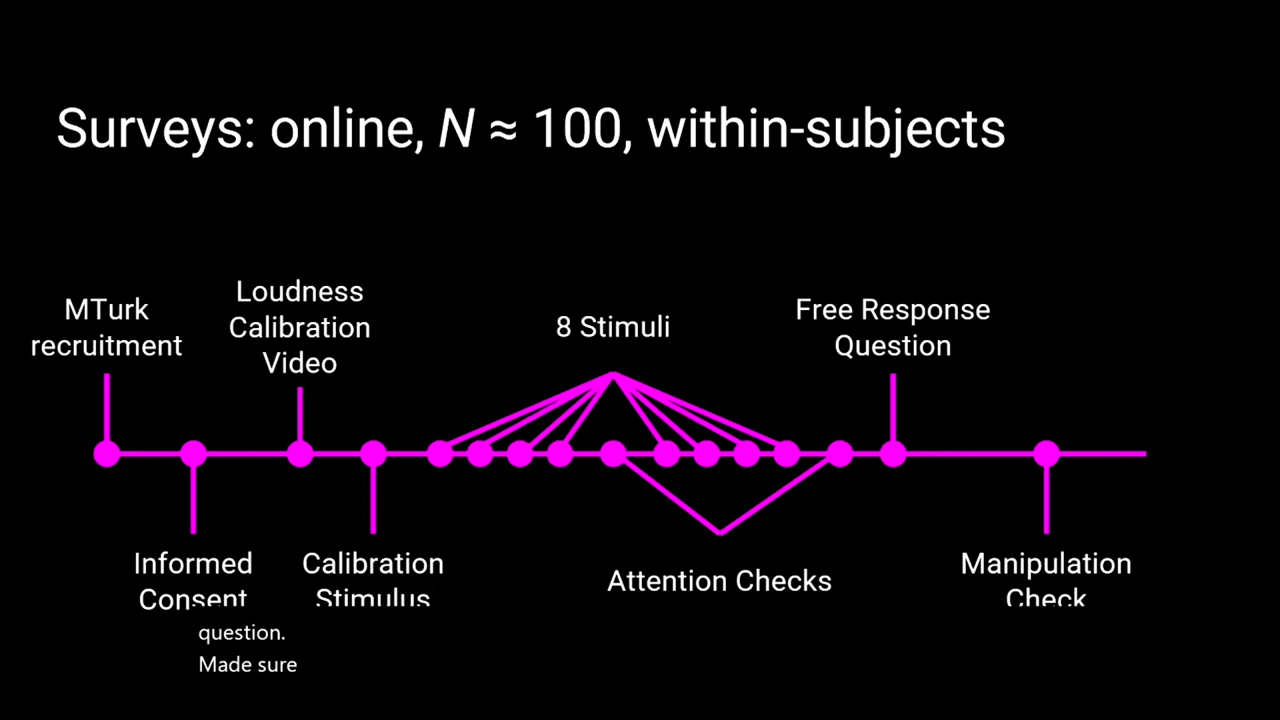 Surveys: online, N ≈ 100, within-subjects
MTurk
recruitment
Loudness
Calibration
Video
8 Stimuli
Free Response
Question
Informed
Consent
Calibration
Stimulus
Attention Checks
Manipulation
Check
question.
Made sure